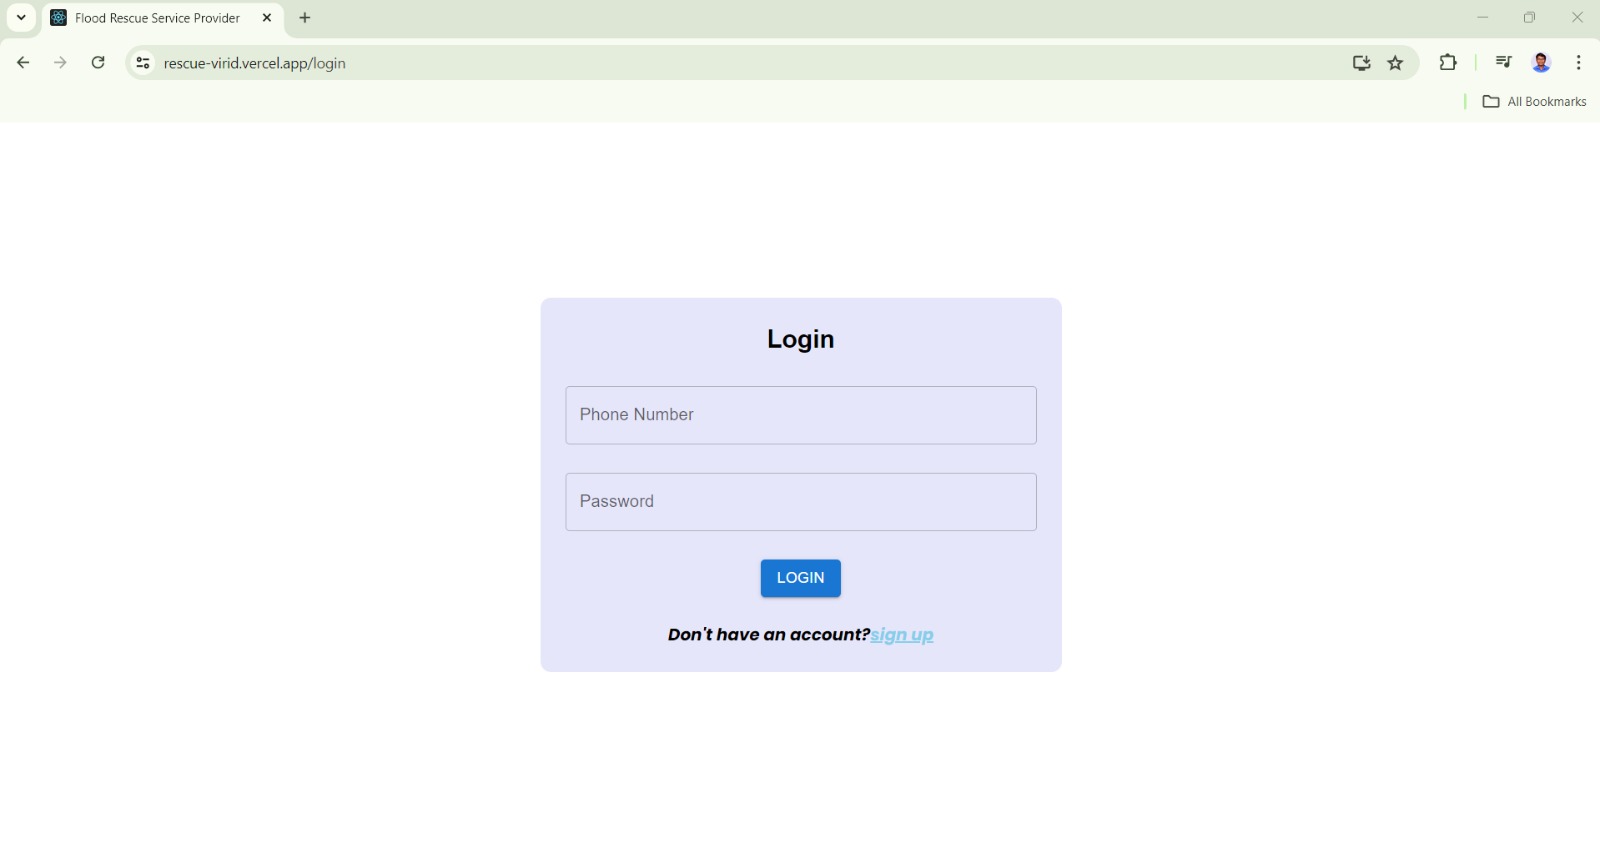 Flood Rescue Service Provider
rescue-virid.vercel.app/login
All Bookmarks
Login
Phone Number
Password
LOGIN
Don't have an account?sign up